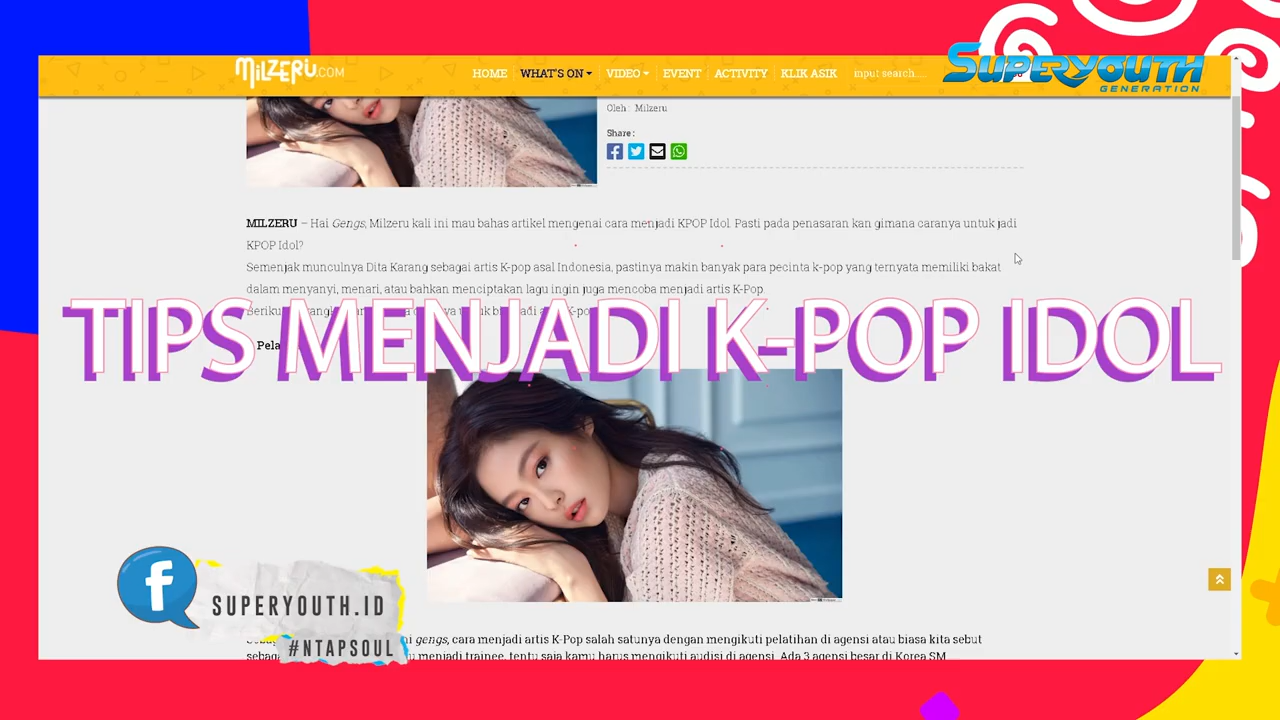 MILZERU.COM
HOME WHAT'S ON VIDEO EVENT ACTIVITY KLIK ASIK input search....
SUPERYOUTH
GENERATION
Oleh : Milzeru
Share :
MILZERU – Hai Gengs, Milzeru kali ini mau bahas artikel mengenai cara menjadi KPOP Idol. Pasti pada penasaran kan gimana caranya untuk jadi
KPOP Idol?
Semenjak munculnya Dita Karang sebagai artis K-pop asal Indonesia, pastinya makin banyak para pecinta k-pop yang ternyata memiliki bakat
dalam menyanyi, menari, atau bahkan menciptakan lagu ingin juga mencoba menjadi artis K-Pop.
TIPS MENJADI K-POP IDOL
f SUPERYOUTH.ID
#NTAPSOUL
gengs, cara menjadi artis K-Pop salah satunya dengan mengikuti pelatihan di agensi atau biasa kita sebut
menjadi trainee, tentu saja kamu harus mengikuti audisi di agensi. Ada 3 agensi besar di Korea SM